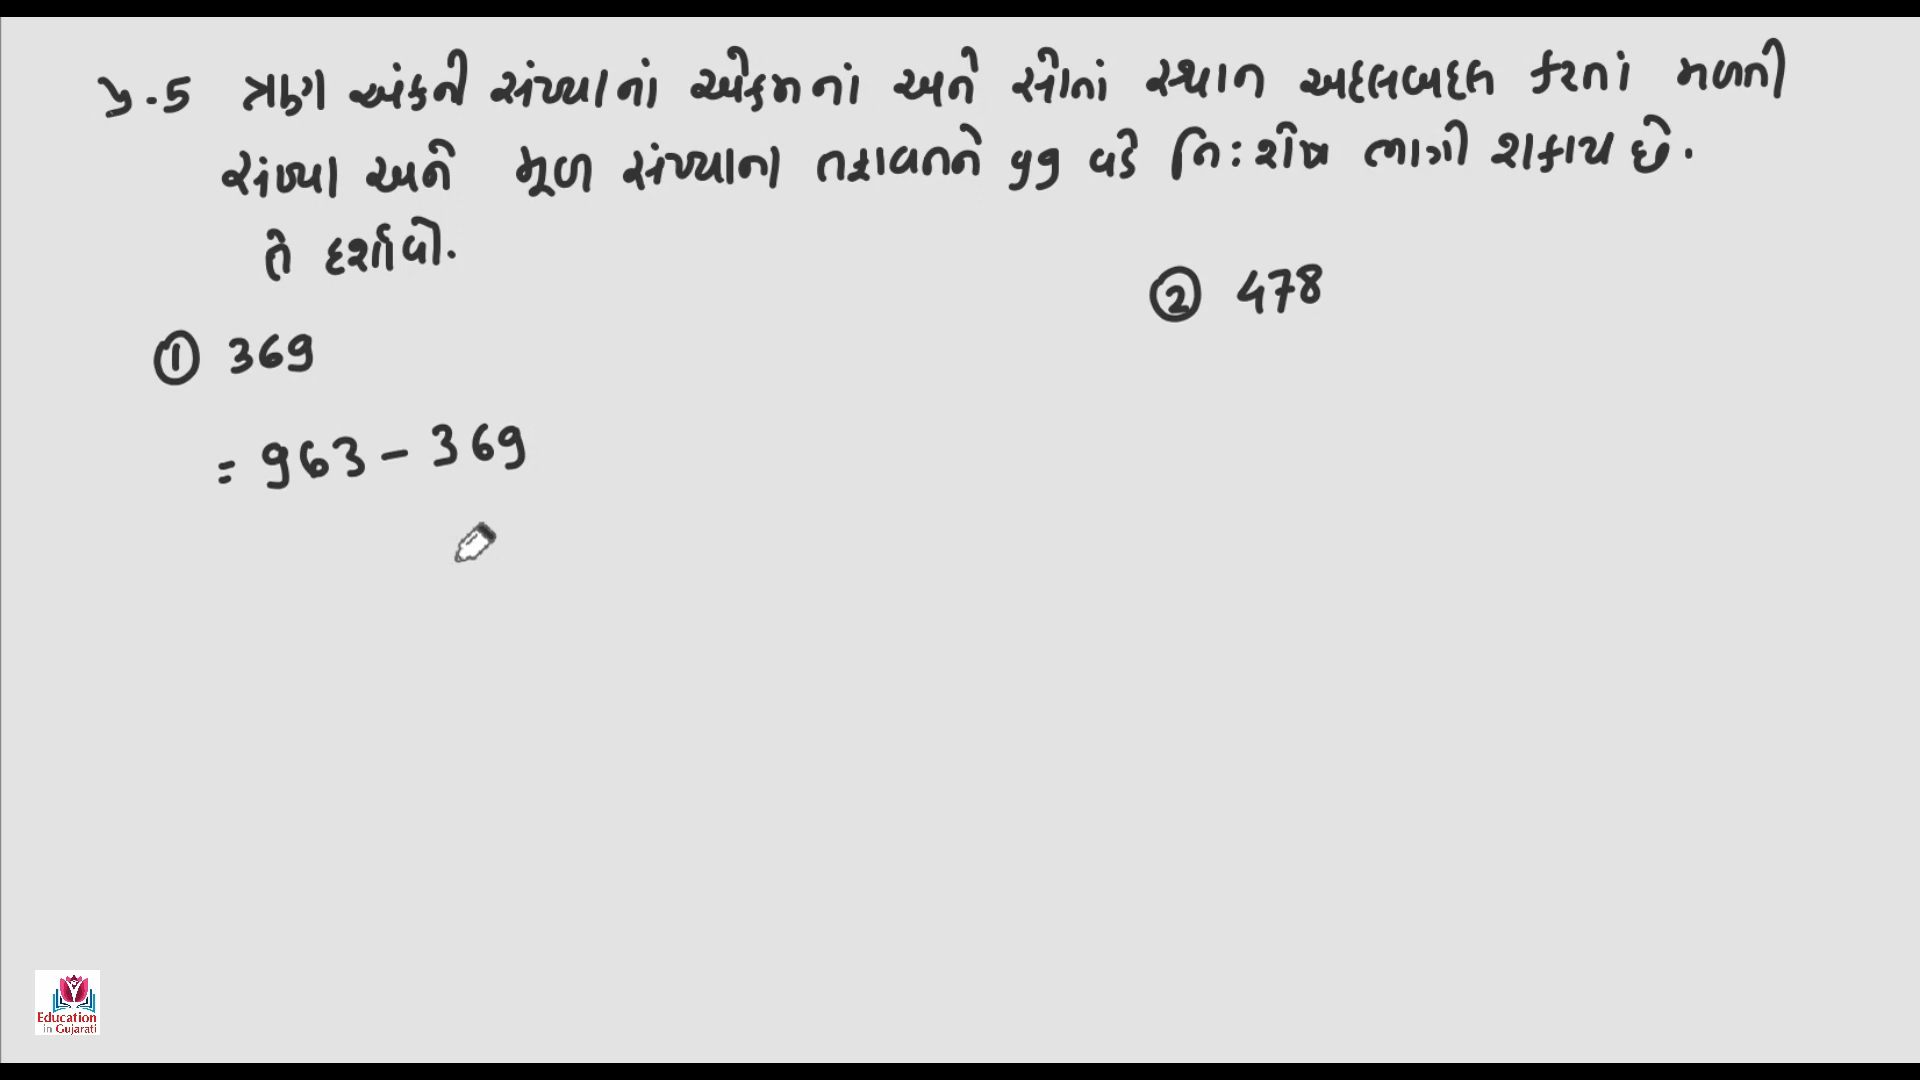 પ્ર.5 ત્રણ અંકની સંખ્યાનાં એકમનાં અને સોનાં સ્થાન અદલબદલ કરતાં મળતી
સંખ્યા અને મૂળ સંખ્યાના તફાવતને 99 વડે નિઃશેષ ભાગી શકાય છે.
તે દર્શાવો.
① 369
② 478
= 963 - 369
Education
in Gujarati